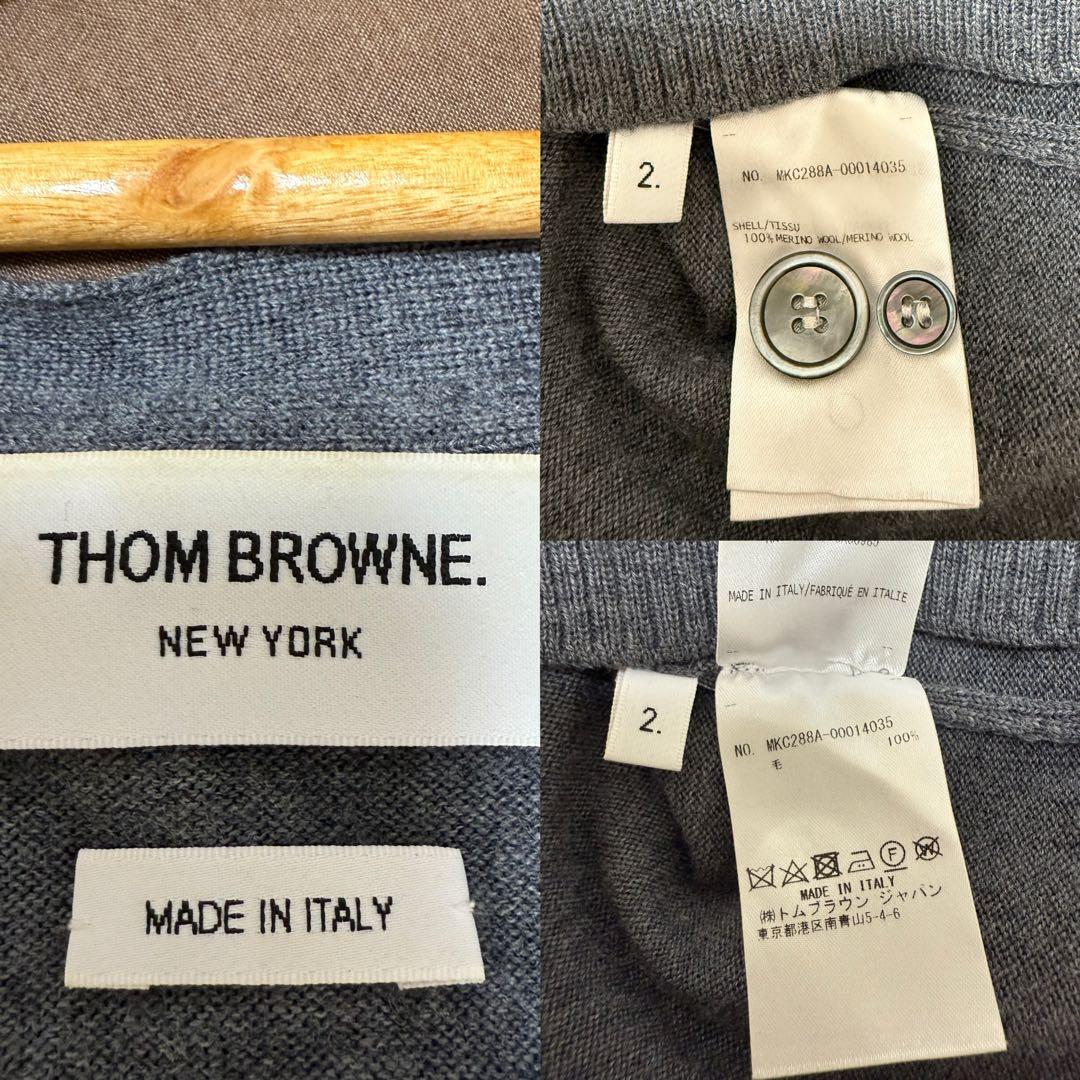 THOM BROWNE.
NEW YORK
MADE IN ITALY
2.
NO. MKC288A-00014035
SHELL/TISSU
100% MERINO WOOL/MERINO WOOL
MADE IN ITALY/FABRIQUÉ EN ITALIE
2.
NO. MKC288A-00014035
毛 100%
MADE IN ITALY
㈱トムブラウン ジャパン
東京都港区南青山5-4-6